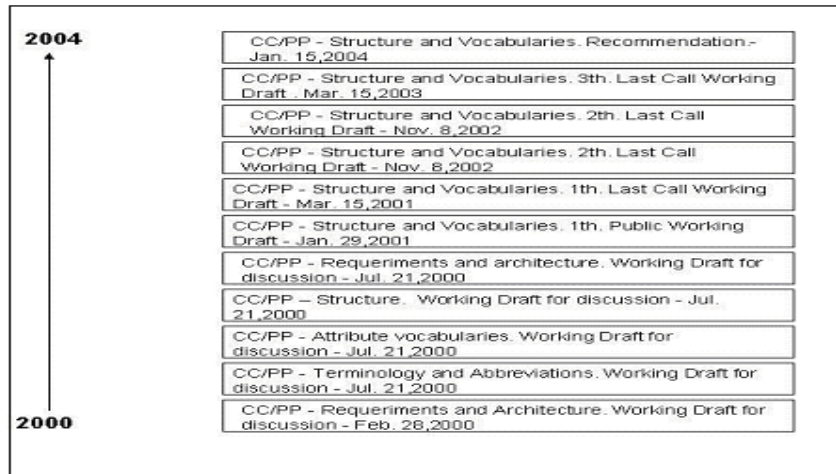 2004
CC/PP - Structure and Vocabularies. Recommendation.-
Jan. 15,2004
CC/PP - Structure and Vocabularies. 3th. Last Call Working
Draft . Mar. 15,2003
CC/PP - Structure and Vocabularies. 2th. Last Call
Working Draft - Nov. 8,2002
CC/PP - Structure and Vocabularies. 2th. Last Call
Working Draft - Nov. 8,2002
CC/PP - Structure and Vocabularies. 1th. Last Call Working
Draft - Mar. 15,2001
CC/PP - Structure and Vocabularies. 1th. Public Working
Draft - Jan. 29,2001
CC/PP - Requeriments and architecture. Working Draft for
discussion - Jul. 21,2000
CC/PP – Structure. Working Draft for discussion - Jul.
21,2000
CC/PP - Attribute vocabularies. Working Draft for
discussion - Jul. 21,2000
CC/PP - Terminology and Abbreviations. Working Draft for
discussion - Jul. 21,2000
CC/PP - Requeriments and Architecture. Working Draft for
discussion - Feb. 28,2000
2000